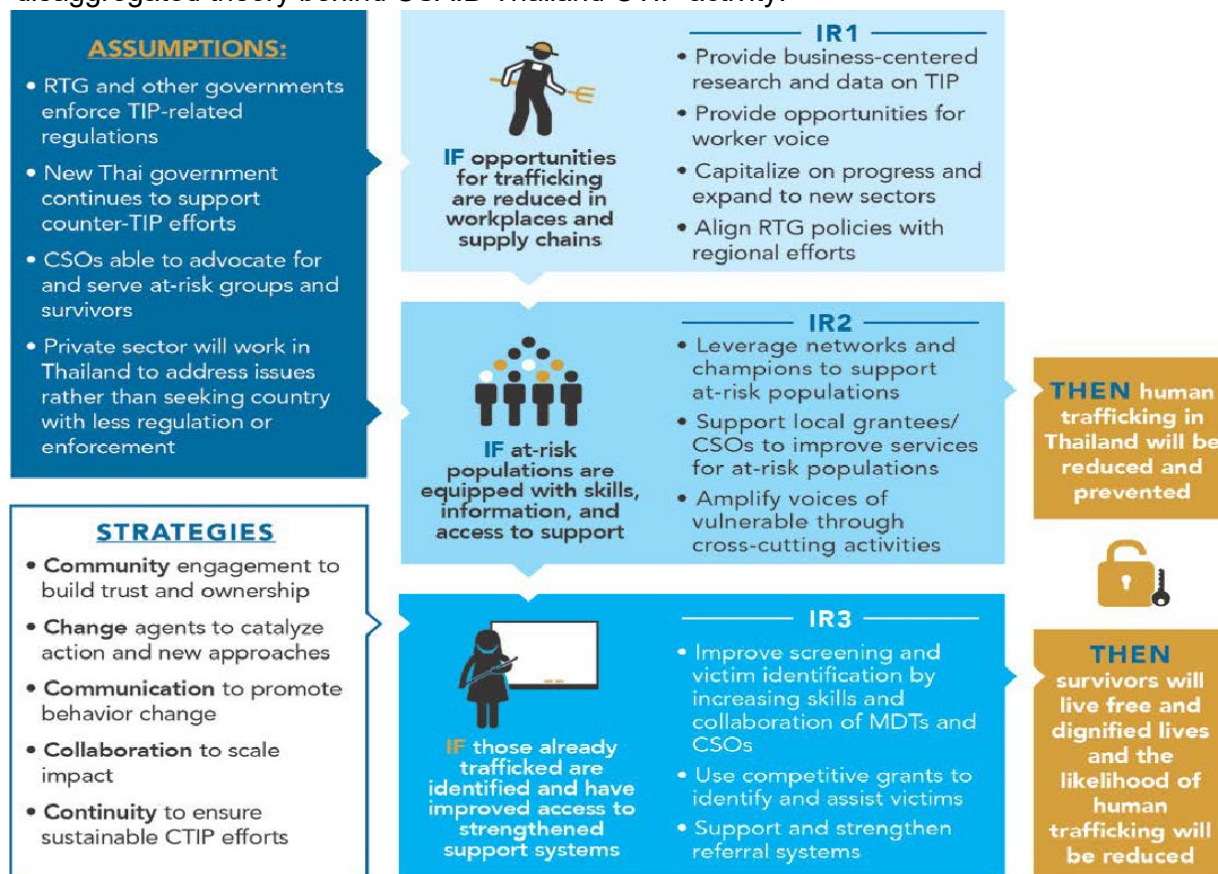 disaggregated theory behind USAID Thailand CTIP activity.
ASSUMPTIONS:
• RTG and other governments
enforce TIP-related
regulations
• New Thai government
continues to support
counter-TIP efforts
• CSOs able to advocate for
and serve at-risk groups and
survivors
• Private sector will work in
Thailand to address issues
rather than seeking country
with less regulation or
enforcement
STRATEGIES
• Community engagement to
build trust and ownership
• Change agents to catalyze
action and new approaches
• Communication to promote
behavior change
• Collaboration to scale
impact
• Continuity to ensure
sustainable CTIP efforts
IF opportunities
for trafficking
are reduced in
workplaces and
supply chains
IR1
• Provide business-centered
research and data on TIP
• Provide opportunities for
worker voice
• Capitalize on progress and
expand to new sectors
• Align RTG policies with
regional efforts
IF at-risk
populations are
equipped with skills,
information, and
access to support
IR2
• Leverage networks and
champions to support
at-risk populations
• Support local grantees/
CSOs to improve services
for at-risk populations
• Amplify voices of
vulnerable through
cross-cutting activities
IF those already
trafficked are
identified and have
improved access to
strengthened
support systems
IR3
• Improve screening and
victim identification by
increasing skills and
collaboration of MDTs and
CSOs
• Use competitive grants to
identify and assist victims
• Support and strengthen
referral systems
THEN human
trafficking in
Thailand will be
reduced and
prevented
THEN
survivors will
live free and
dignified lives
and the
likelihood of
human
trafficking will
be reduced